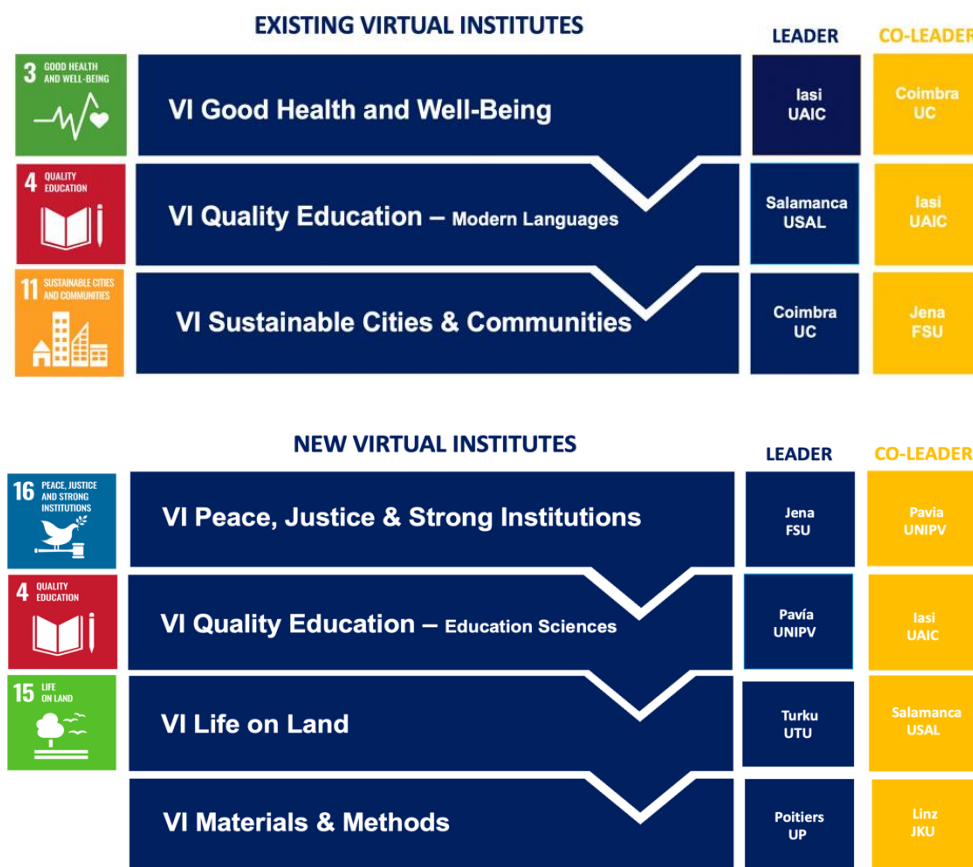 EXISTING VIRTUAL INSTITUTES
LEADER
CO-LEADER
3 GOOD HEALTH
AND WELL-BEING
VI Good Health and Well-Being
Iasi
UAIC
Coimbra
UC
4 QUALITY
EDUCATION
VI Quality Education – Modern Languages
Salamanca
USAL
Iasi
UAIC
11 SUSTAINABLE CITIES
AND COMMUNITIES
VI Sustainable Cities & Communities
Coimbra
UC
Jena
FSU
NEW VIRTUAL INSTITUTES
LEADER
CO-LEADER
16 PEACE, JUSTICE
AND STRONG
INSTITUTIONS
VI Peace, Justice & Strong Institutions
Jena
FSU
Pavia
UNIPV
4 QUALITY
EDUCATION
VI Quality Education – Education Sciences
Pavía
UNIPV
Iasi
UAIC
15 LIFE
ON LAND
VI Life on Land
Turku
UTU
Salamanca
USAL
VI Materials & Methods
Poitiers
UP
Linz
JKU